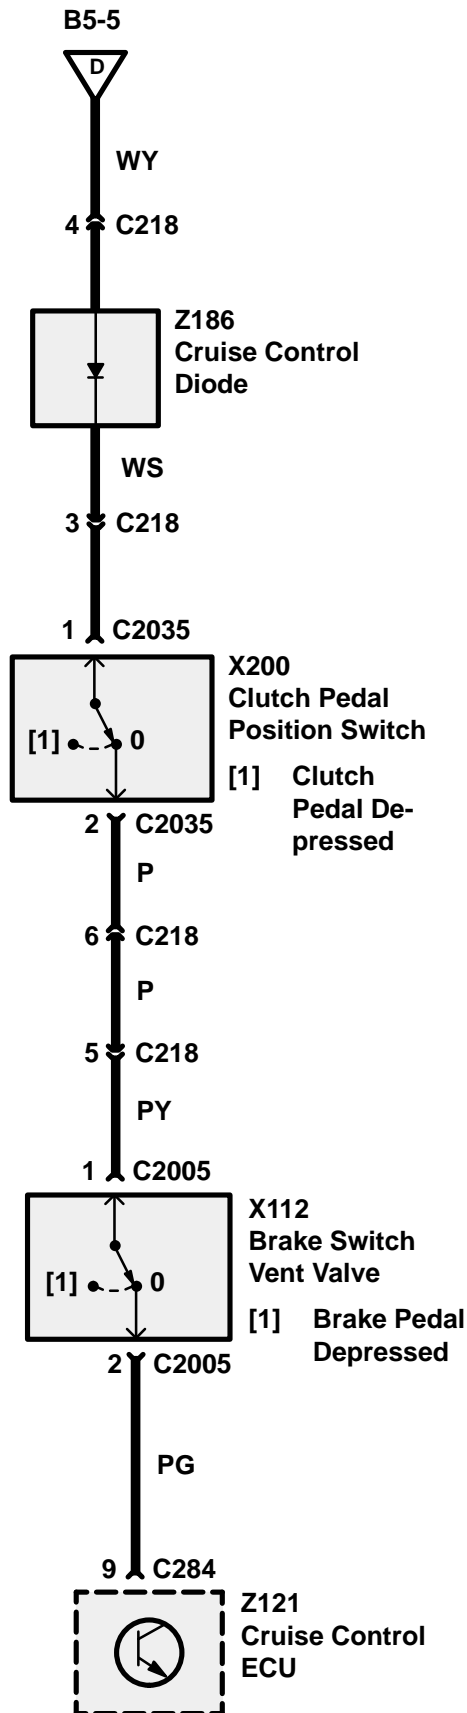 B5-5
D
WY
4 C218
Z186
Cruise Control
Diode
WS
3 C218
1 C2035
X200
Clutch Pedal
Position Switch
[1] 0
[1] Clutch
Pedal De-
pressed
2 C2035
P
6 C218
P
5 C218
PY
1 C2005
X112
Brake Switch
Vent Valve
[1] 0
[1] Brake Pedal
Depressed
2 C2005
PG
9 C284
Z121
Cruise Control
ECU